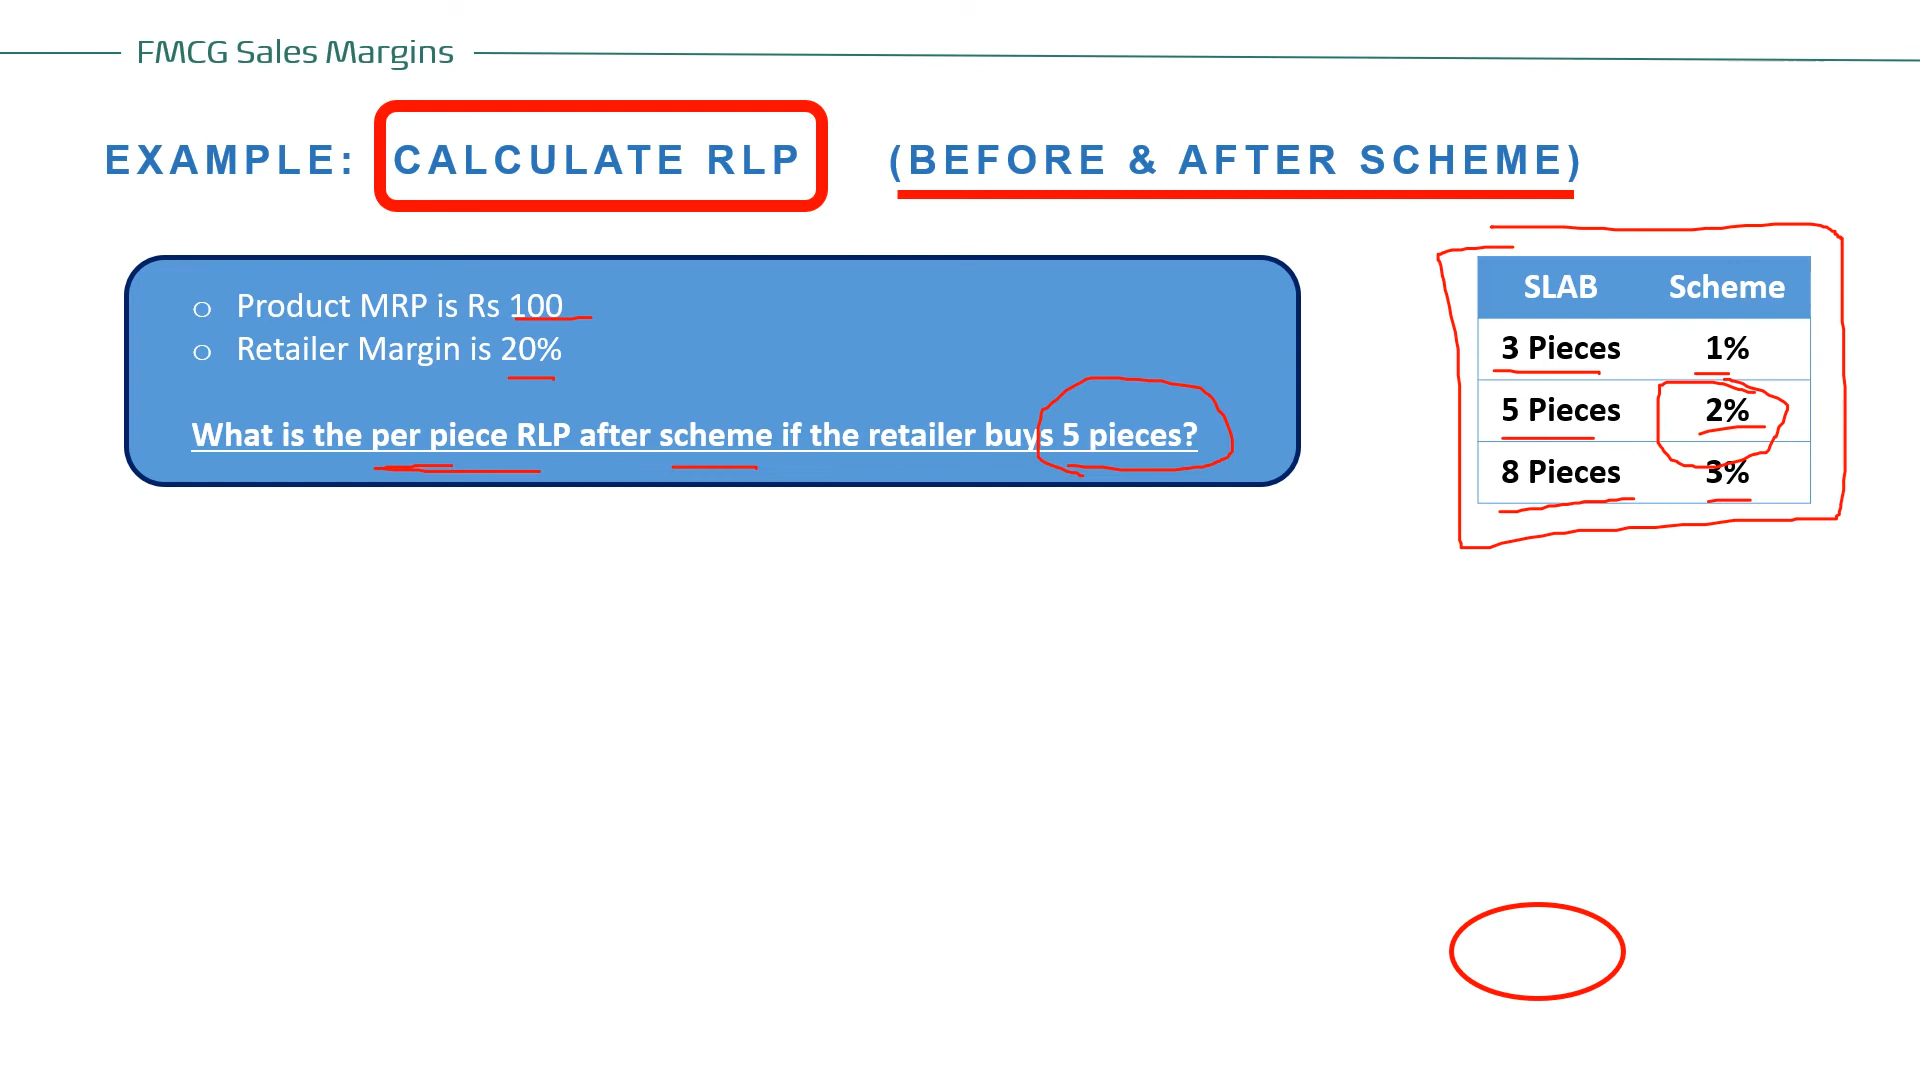 FMCG Sales Margins
EXAMPLE: CALCULATE RLP (BEFORE & AFTER SCHEME)
o Product MRP is Rs 100
o Retailer Margin is 20%
What is the per piece RLP after scheme if the retailer buys 5 pieces?
SLAB Scheme
3 Pieces 1%
5 Pieces 2%
8 Pieces 3%